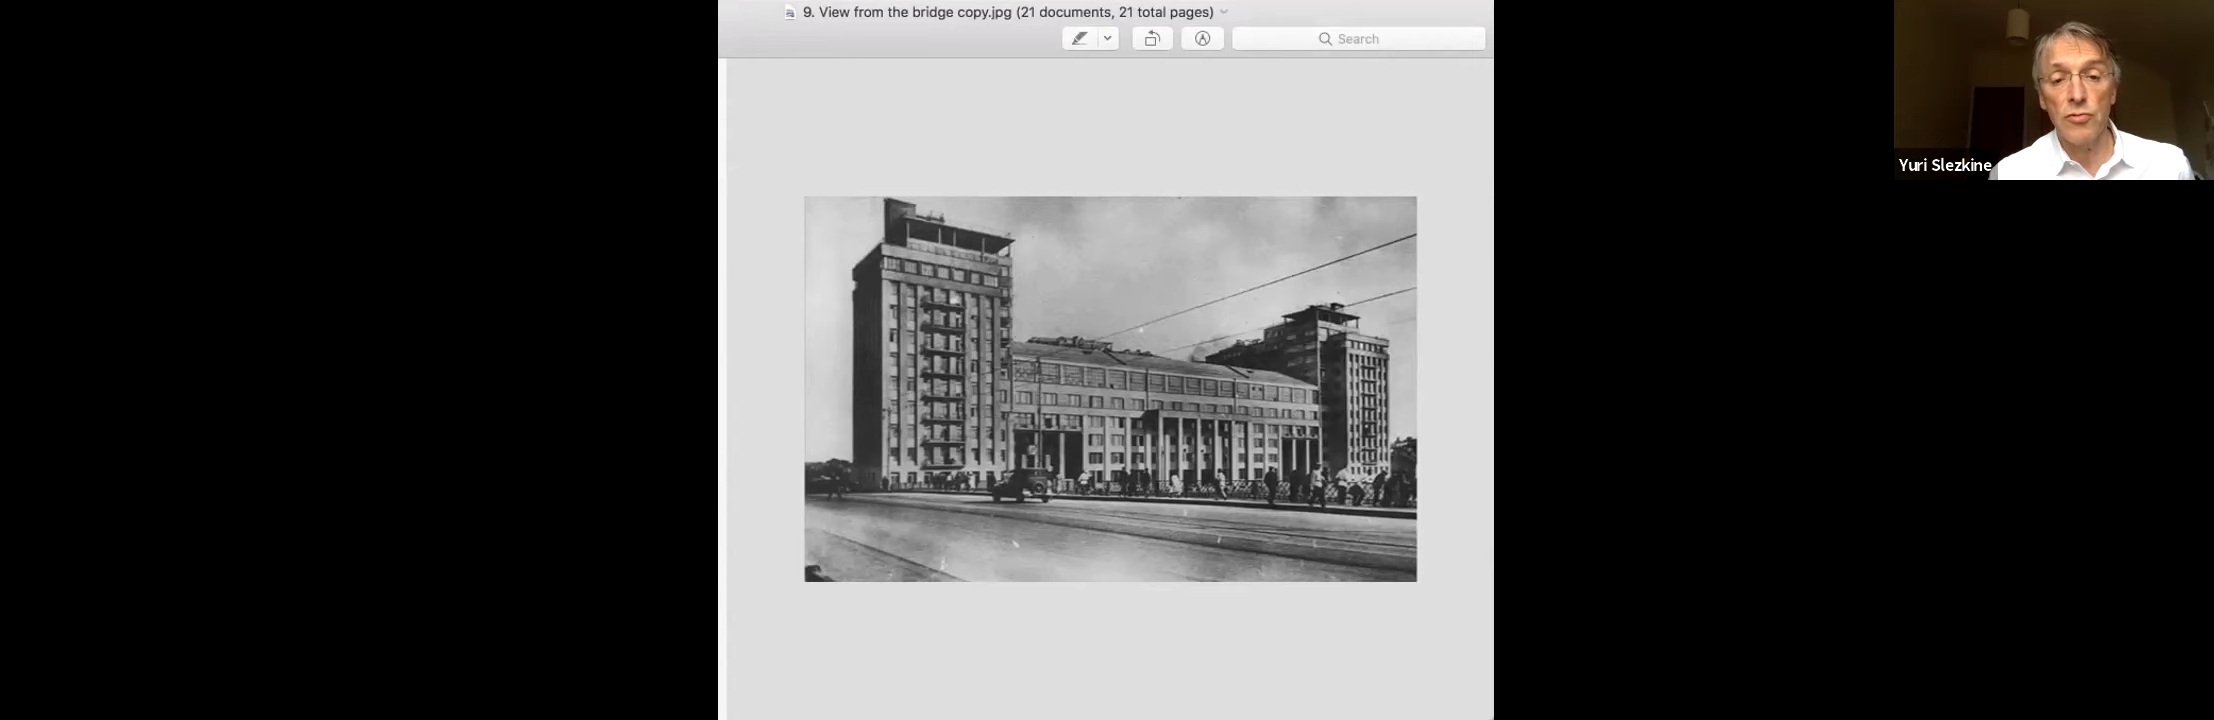 9. View from the bridge copy.jpg (21 documents, 21 total pages)
Search
Yuri Slezkine